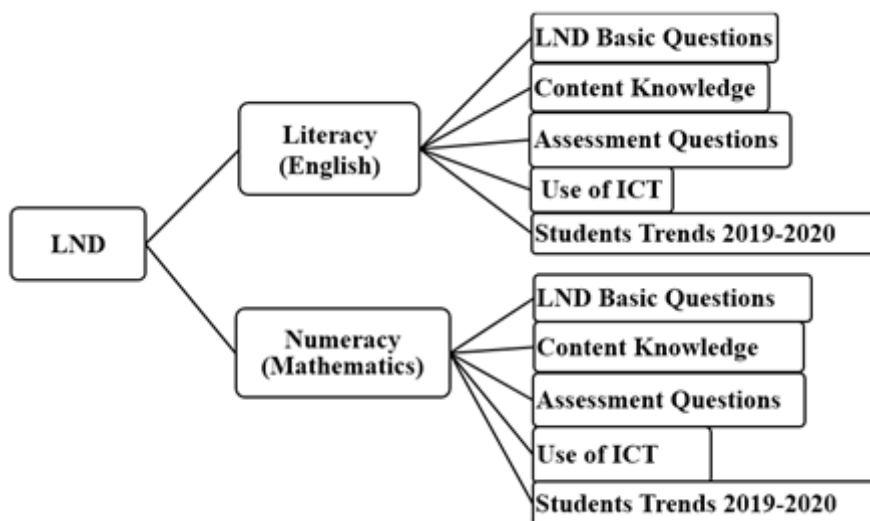 LND
Literacy
(English)
LND Basic Questions
Content Knowledge
Assessment Questions
Use of ICT
Students Trends 2019-2020
Numeracy
(Mathematics)
LND Basic Questions
Content Knowledge
Assessment Questions
Use of ICT
Students Trends 2019-2020